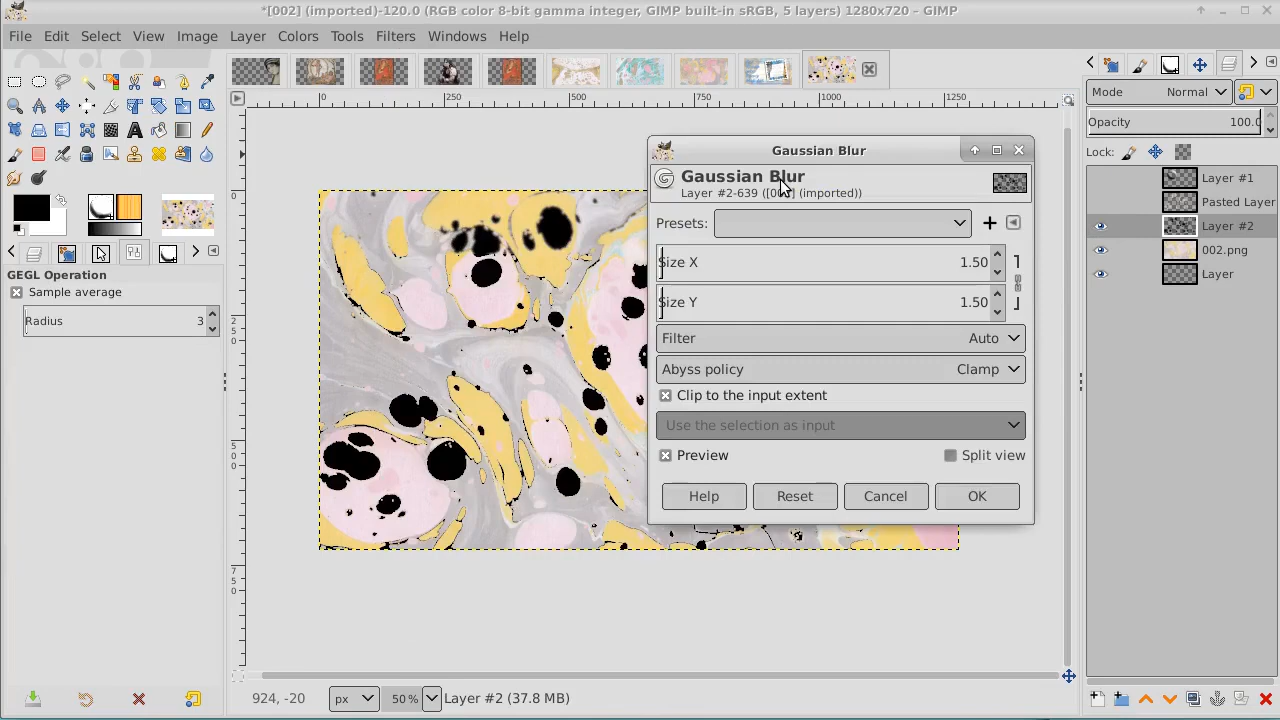 *[002] (imported)-120.0 (RGB color 8-bit gamma integer, GIMP built-in sRGB, 5 layers) 1280x720 – GIMP
File Edit Select View Image Layer Colors Tools Filters Windows Help
0 250 500 750 1000 1250
Mode Normal
Opacity 100.0
Lock:
Layer #1
Pasted Layer
Layer #2
002.png
Layer
GEGL Operation
Sample average
Radius 3
0
250
500
750
Gaussian Blur
Gaussian Blur
Layer #2-639 ([002] (imported))
Presets:
Size X 1.50
Size Y 1.50
Filter Auto
Abyss policy Clamp
Clip to the input extent
Use the selection as input
Preview Split view
Help Reset Cancel OK
924, -20 px 50 % Layer #2 (37.8 MB)